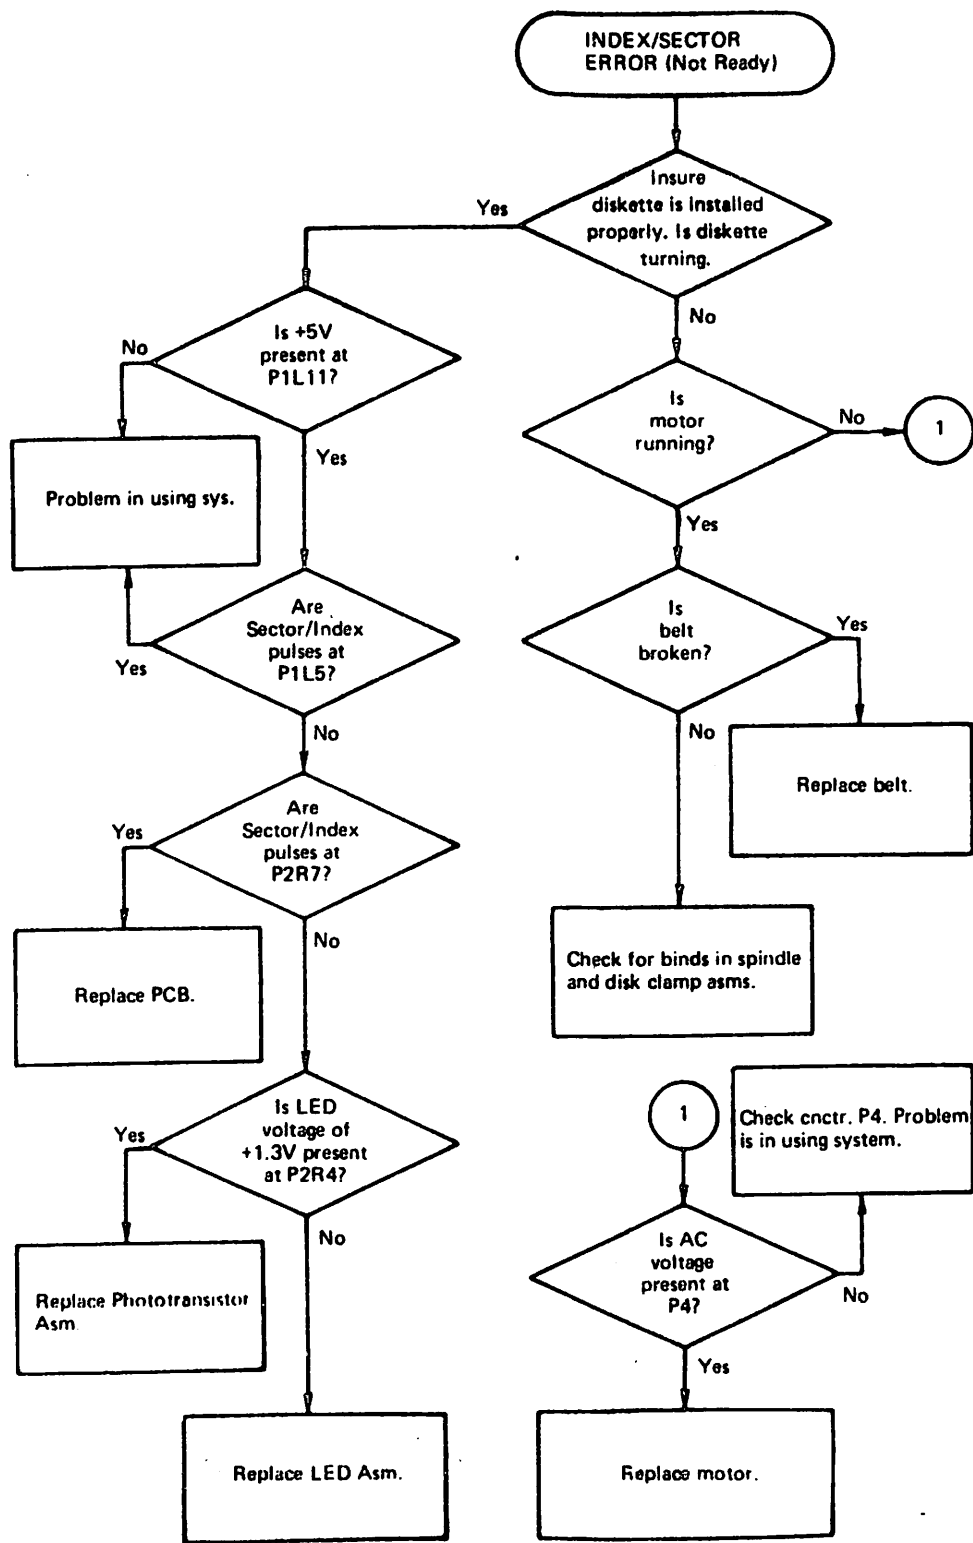 INDEX/SECTOR
ERROR (Not Ready)
Insure
diskette is installed
properly. Is diskette
turning.
Yes
No
Is +5V
present at
P1L11?
No
Yes
Problem in using sys.
Is
motor
running?
No
1
Yes
Are
Sector/Index
pulses at
P1L5?
Yes
No
Is
belt
broken?
Yes
No
Replace belt.
Are
Sector/Index
pulses at
P2R7?
Yes
No
Replace PCB.
Check for binds in spindle
and disk clamp asms.
Is LED
voltage of
+1.3V present
at P2R4?
Yes
No
Replace Phototransistor
Asm.
Replace LED Asm.
1
Check cnctr. P4. Problem
is in using system.
Is AC
voltage
present at
P4?
No
Yes
Replace motor.